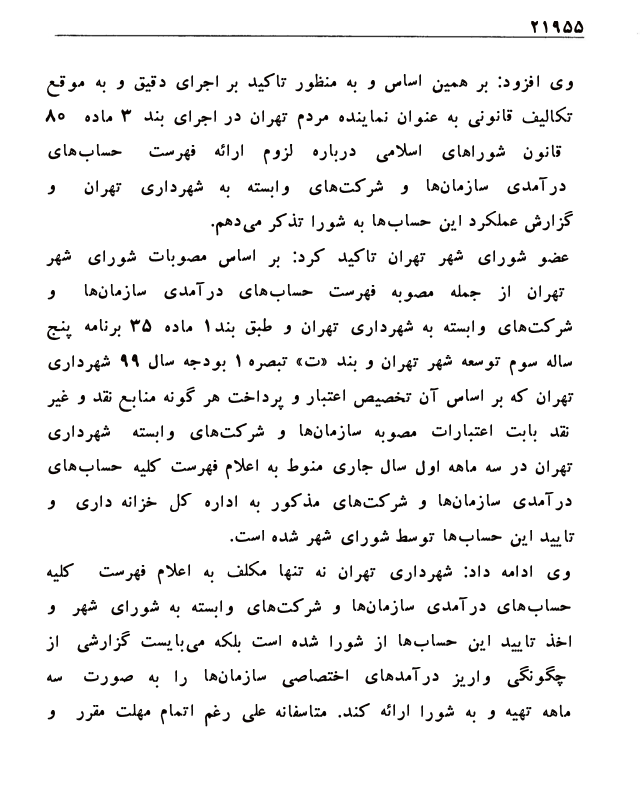 ۲۱۹۵۵
وی افزود: بر همین اساس و به منظور تاکید بر اجرای دقیق و به موقع
تکالیف قانونی به عنوان نماینده مردم تهران در اجرای بند ۳ ماده ۸۰
قانون شوراهای اسلامی درباره لزوم ارائه فهرست حساب‌های
درآمدی سازمان‌ها و شرکت‌های وابسته به شهرداری تهران و
گزارش عملکرد این حساب‌ها به شورا تذکر می‌دهم.
عضو شورای شهر تهران تاکید کرد: بر اساس مصوبات شورای شهر
تهران از جمله مصوبه فهرست حساب‌های درآمدی سازمان‌ها و
شرکت‌های وابسته به شهرداری تهران و طبق بند۱ ماده ۳۵ برنامه پنج
ساله سوم توسعه شهر تهران و بند «ت» تبصره ۱ بودجه سال ۹۹ شهرداری
تهران که بر اساس آن تخصیص اعتبار و پرداخت هر گونه منابع نقد و غیر
نقد بابت اعتبارات مصوبه سازمان‌ها و شرکت‌های وابسته شهرداری
تهران در سه ماهه اول سال جاری منوط به اعلام فهرست کلیه حساب‌های
درآمدی سازمان‌ها و شرکت‌های مذکور به اداره کل خزانه داری و
تایید این حساب‌ها توسط شورای شهر شده است.
وی ادامه داد: شهرداری تهران نه تنها مکلف به اعلام فهرست کلیه
حساب‌های درآمدی سازمان‌ها و شرکت‌های وابسته به شورای شهر و
اخذ تایید این حساب‌ها از شورا شده است بلکه می‌بایست گزارشی از
چگونگی واریز درآمدهای اختصاصی سازمان‌ها را به صورت سه
ماهه تهیه و به شورا ارائه کند. متاسفانه علی رغم اتمام مهلت مقرر و